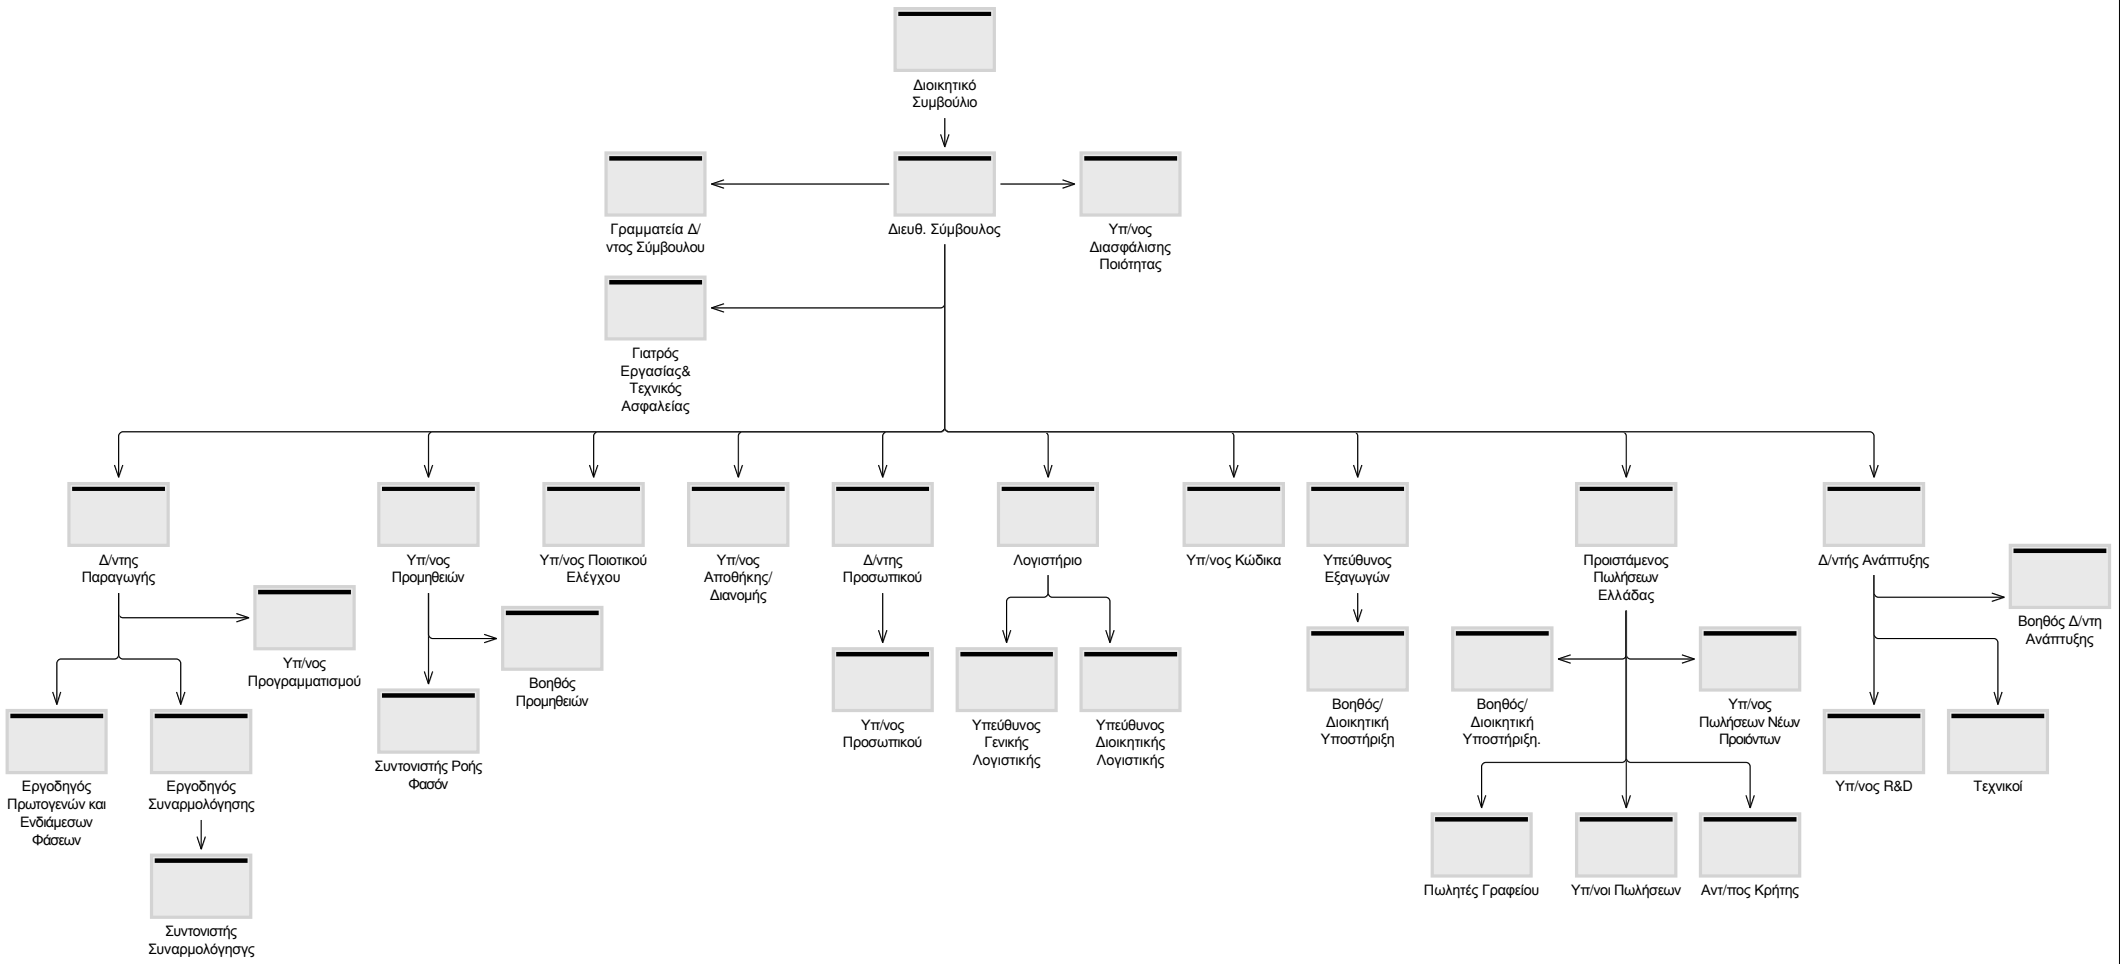 Διοικητικό
Συμβούλιο
Γραμματεία Δ/
ντος Σύμβουλου
Διευθ. Σύμβουλος
Υπ/νος
Διασφάλισης
Ποιότητας
Γιατρός
Εργασίας&
Τεχνικός
Ασφαλείας
Δ/ντης
Παραγωγής
Υπ/νος
Προμηθειών
Υπ/νος Ποιοτικού
Ελέγχου
Υπ/νος
Αποθήκης/
Διανομής
Δ/ντης
Προσωπικού
Λογιστήριο
Υπ/νος Κώδικα
Υπεύθυνος
Εξαγωγών
Προιστάμενος
Πωλήσεων
Ελλάδας
Δ/ντής Ανάπτυξης
Βοηθός Δ/ντη
Ανάπτυξης
Υπ/νος
Προγραμματισμού
Βοηθός
Προμηθειών
Εργοδηγός
Πρωτογενών και
Ενδιάμεσων
Φάσεων
Εργοδηγός
Συναρμολόγησης
Συντονιστής Ροής
Φασόν
Υπ/νος
Προσωπικού
Υπεύθυνος
Γενικής
Λογιστικής
Υπεύθυνος
Διοικητικής
Λογιστικής
Βοηθός/
Διοικητική
Υποστήριξη
Βοηθός/
Διοικητική
Υποστήριξη.
Υπ/νος
Πωλήσεων Νέων
Προιόντων
Υπ/νος R&D
Τεχνικοί
Πωλητές Γραφείου
Υπ/νοι Πωλήσεων
Αντ/πος Κρήτης
Συντονιστής
Συναρμολόγησγς